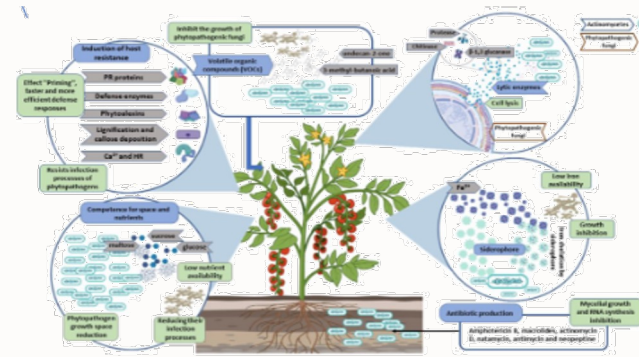 Inhibit the growth of
phytopathogenic fungi
Induction of host
resistance
Effect "Priming",
faster and more
efficient defense
responses
PR proteins
Defense enzymes
Phytoalexins
Lignification and
callose deposition
Ca²⁺ and HR
Resists infection
processes of
phytopathogens
Volatile organic
compounds (VOCs)
undecan-2-one
3-methyl-butanoic acid
Protease
Chitinase
β-1,3 glucanase
Lytic enzymes
Cell lysis
Phytopathogenic
fungi
Actinomycetes
Phytopathogenic
fungi
Competence for space and
nutrients
maltose
sucrose
glucose
Low nutrient
availability
Phytopathogen
growth space
reduction
Reducing their
infection
processes
Fe³⁺
Low iron
availability
Growth
inhibition
Siderophore
Iron chelation by
siderophores
Antibiotic production
Mycelial growth
and RNA synthesis
inhibition
Amphotericin B, macrolides, actinomycin
D, natamycin, antimycin and neopeptine